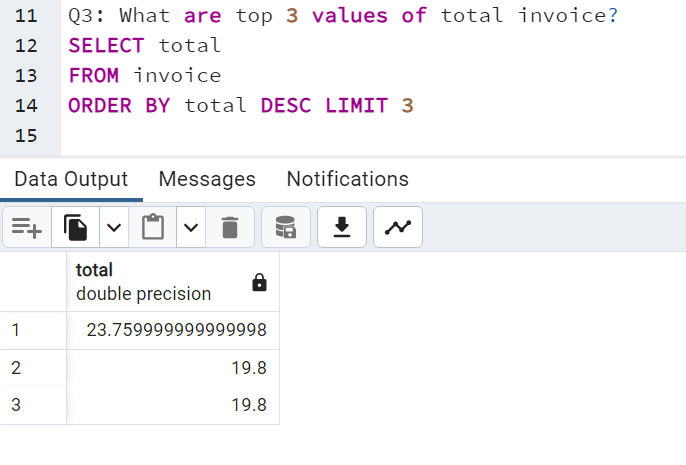 11 Q3: What are top 3 values of total invoice?
12 SELECT total
13 FROM invoice
14 ORDER BY total DESC LIMIT 3
15
Data Output Messages Notifications
total
double precision
1 23.759999999999998
2 19.8
3 19.8